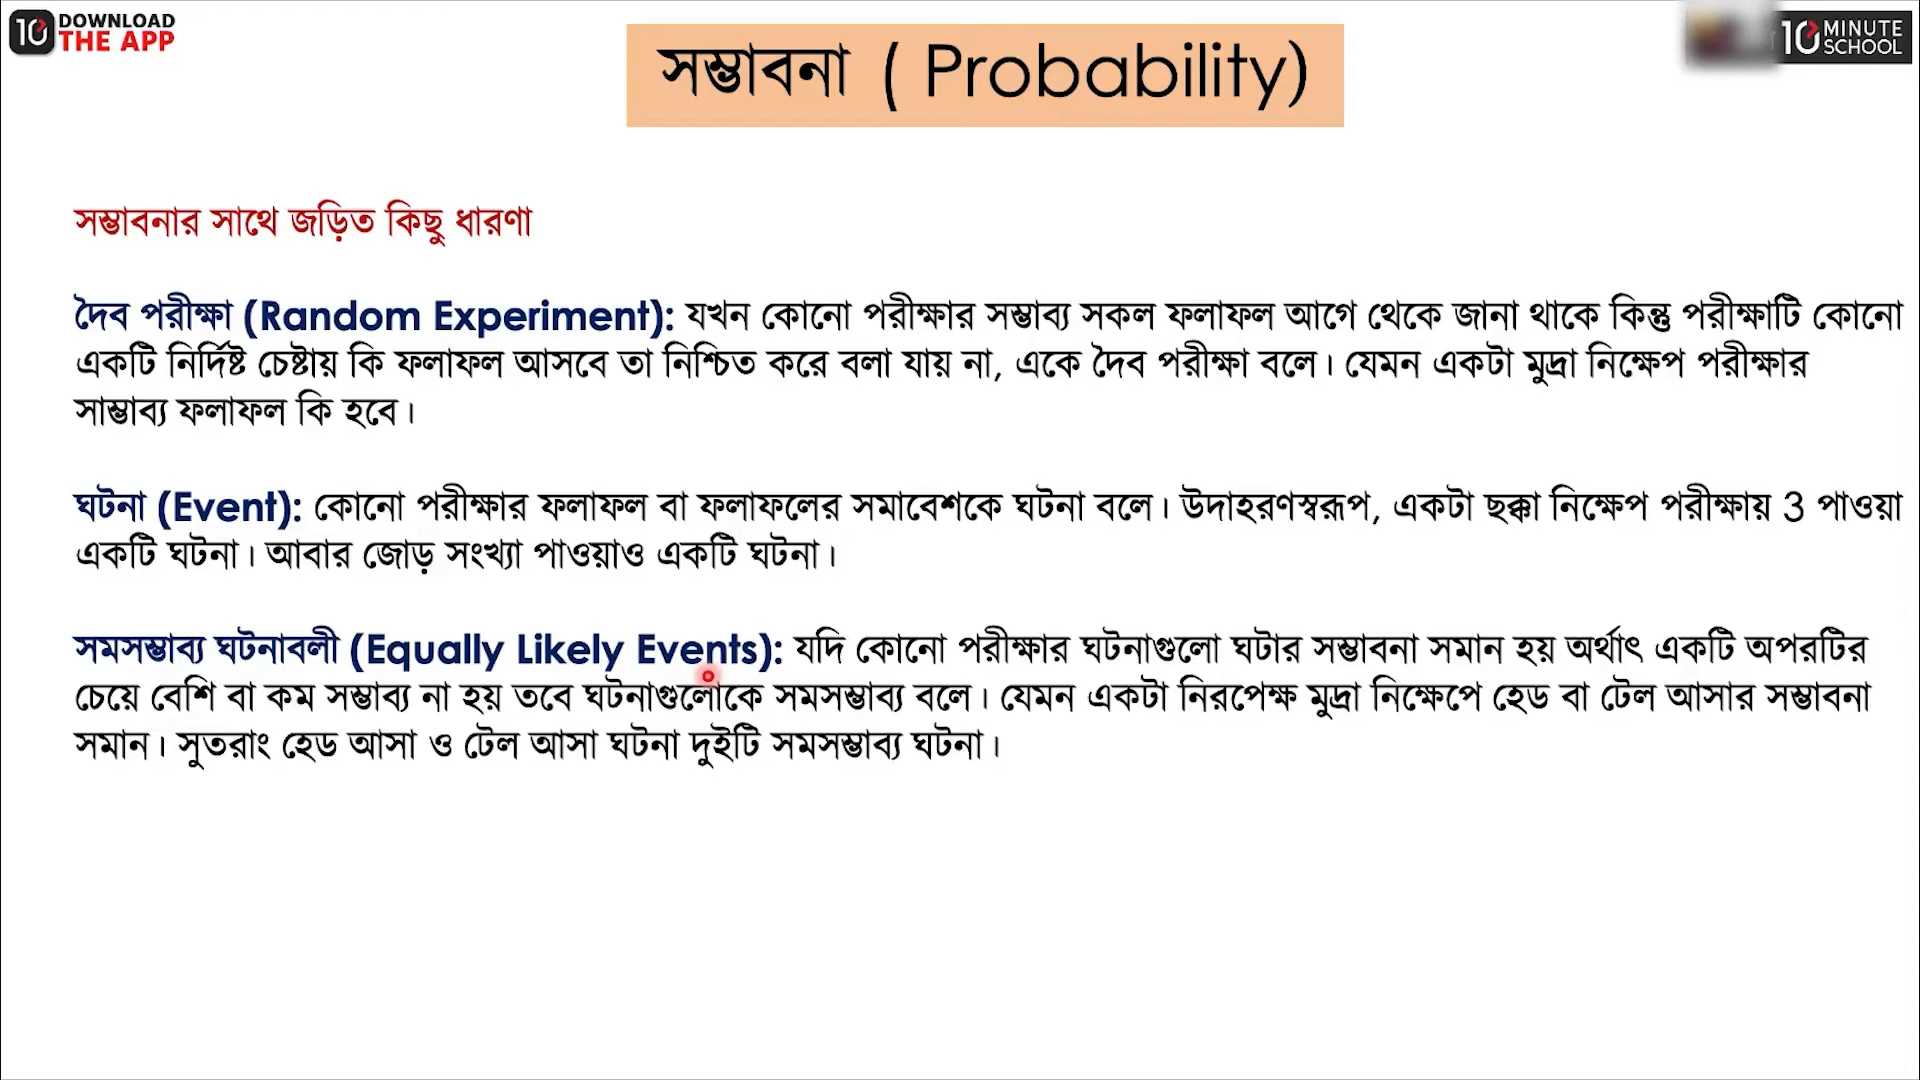 DOWNLOAD
THE APP
সম্ভাবনা ( Probability)
10 MINUTE
SCHOOL
সম্ভাবনার সাথে জড়িত কিছু ধারণা
দৈব পরীক্ষা (Random Experiment): যখন কোনো পরীক্ষার সম্ভাব্য সকল ফলাফল আগে থেকে জানা থাকে কিন্তু পরীক্ষাটি কোনো
একটি নির্দিষ্ট চেষ্টায় কি ফলাফল আসবে তা নিশ্চিত করে বলা যায় না, একে দৈব পরীক্ষা বলে। যেমন একটা মুদ্রা নিক্ষেপ পরীক্ষার
সাম্ভাব্য ফলাফল কি হবে।
ঘটনা (Event): কোনো পরীক্ষার ফলাফল বা ফলাফলের সমাবেশকে ঘটনা বলে। উদাহরণস্বরূপ, একটা ছক্কা নিক্ষেপ পরীক্ষায় 3 পাওয়া
একটি ঘটনা। আবার জোড় সংখ্যা পাওয়াও একটি ঘটনা।
সমসম্ভাব্য ঘটনাবলী (Equally Likely Events): যদি কোনো পরীক্ষার ঘটনাগুলো ঘটার সম্ভাবনা সমান হয় অর্থাৎ একটি অপরটির
চেয়ে বেশি বা কম সম্ভাব্য না হয় তবে ঘটনাগুলোকে সমসম্ভাব্য বলে। যেমন একটা নিরপেক্ষ মুদ্রা নিক্ষেপে হেড বা টেল আসার সম্ভাবনা
সমান। সুতরাং হেড আসা ও টেল আসা ঘটনা দুইটি সমসম্ভাব্য ঘটনা।